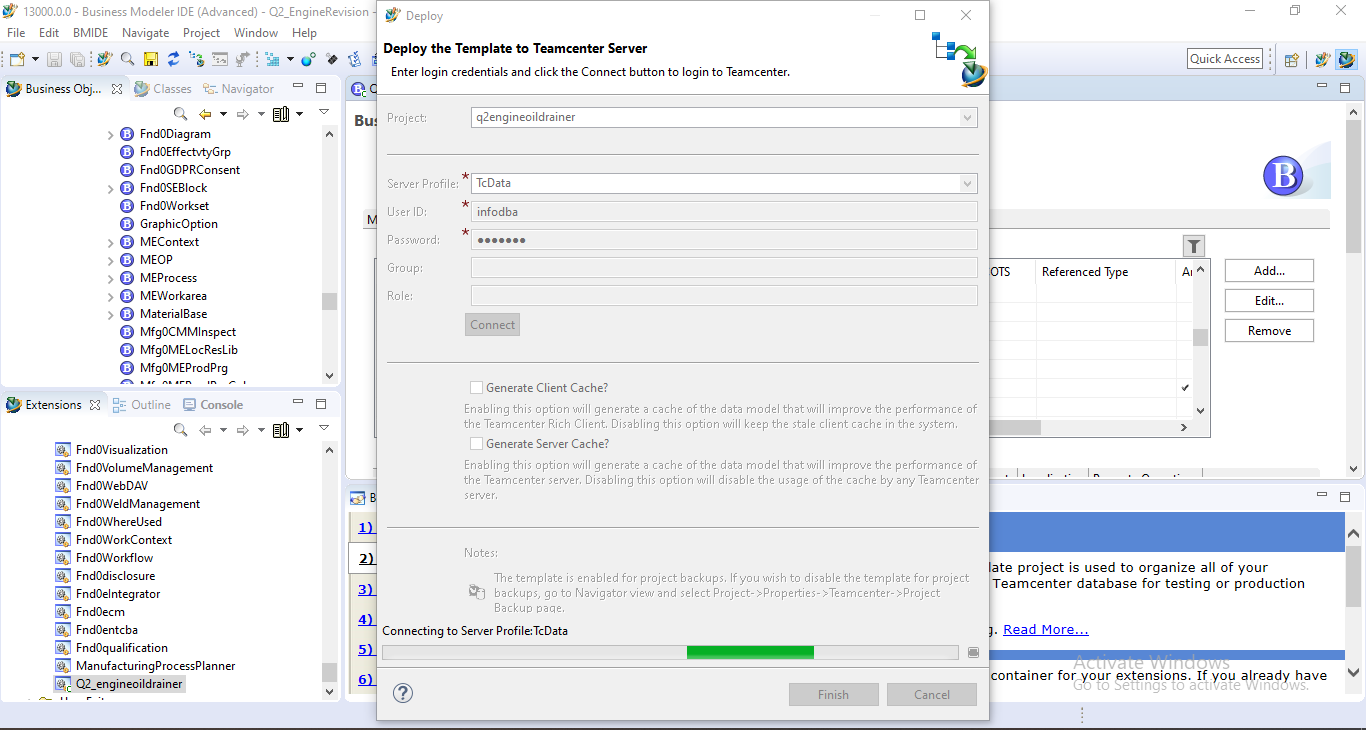 13000.0.0 - Business Modeler IDE (Advanced) - Q2_EngineRevision -
File Edit BMIDE Navigate Project Window Help
Quick Access
Business Obj... Classes Navigator
Fnd0Diagram
Fnd0EffectvtyGrp
Fnd0GDPRConsent
Fnd0SEBlock
Fnd0Workset
GraphicOption
MEContext
MEOP
MEProcess
MEWorkarea
MaterialBase
Mfg0CMMInspect
Mfg0MELocResLib
Mfg0MEProdPrg
Extensions Outline Console
Fnd0Visualization
Fnd0VolumeManagement
Fnd0WebDAV
Fnd0WeldManagement
Fnd0WhereUsed
Fnd0WorkContext
Fnd0Workflow
Fnd0disclosure
Fnd0eIntegrator
Fnd0ecm
Fnd0entcba
Fnd0qualification
ManufacturingProcessPlanner
Q2_engineoildrainer
Deploy
Deploy the Template to Teamcenter Server
Enter login credentials and click the Connect button to login to Teamcenter.
Project: q2engineoildrainer
Server Profile: * TcData
User ID: * infodba
Password: * ●●●●●●●
Group:
Role:
Connect
Generate Client Cache?
Enabling this option will generate a cache of the data model that will improve the performance of
the Teamcenter Rich Client. Disabling this option will keep the stale client cache in the system.
Generate Server Cache?
Enabling this option will generate a cache of the data model that will improve the performance of
the Teamcenter server. Disabling this option will disable the usage of the cache by any Teamcenter
server.
Notes:
The template is enabled for project backups. If you wish to disable the template for project
backups, go to Navigator view and select Project->Properties->Teamcenter->Project
Backup page.
Connecting to Server Profile:TcData
Finish Cancel
Bus
OTS Referenced Type
Add...
Edit...
Remove
1)
2)
3)
4)
5)
6)
late project is used to organize all of your
Teamcenter database for testing or production
g. Read More...
container for your extensions. If you already have
Activate Windows
Go to Settings to activate Windows.